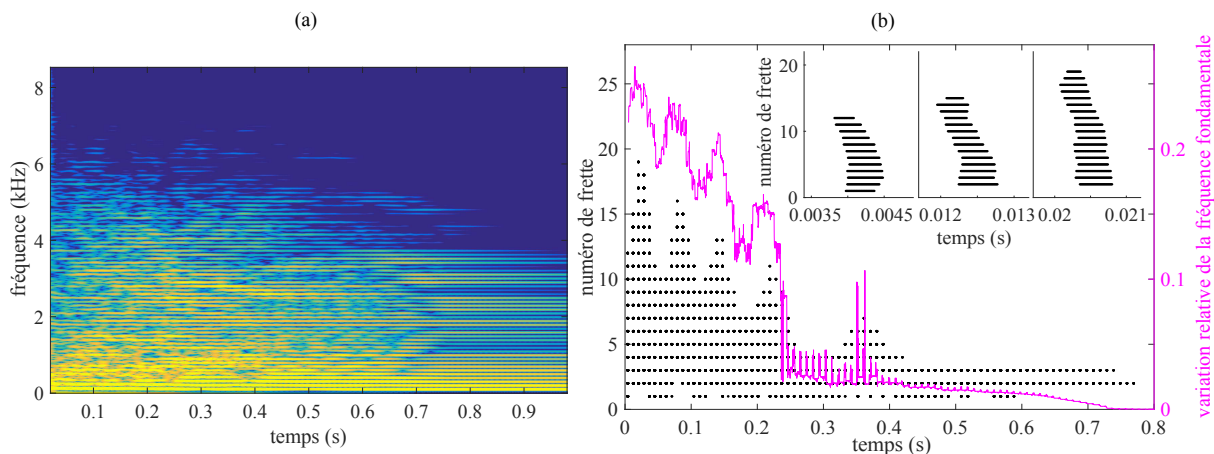 (a)
8
6
4
2
0
fréquence (kHz)
0.1 0.2 0.3 0.4 0.5 0.6 0.7 0.8 0.9
temps (s)
(b)
25
20
15
10
5
0
numéro de frette
0 0.1 0.2 0.3 0.4 0.5 0.6 0.7 0.8
temps (s)
20
10
0
numéro de frette
0.0035 0.0045 0.012 0.013 0.02 0.021
temps (s)
0.2
0.1
0
variation relative de la fréquence fondamentale